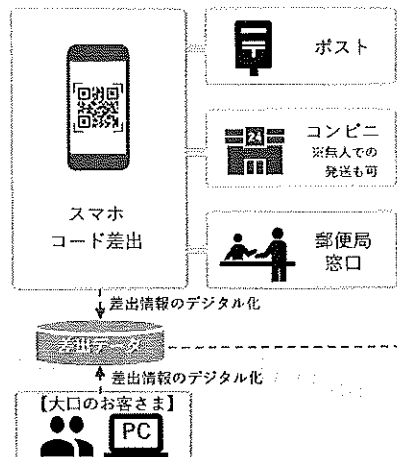 ポスト
24
コンビニ
※無人での
発送も可
スマホ
コード差出
郵便局
窓口
差出情報のデジタル化
差出データ
差出情報のデジタル化
【大口のお客さま】
PC